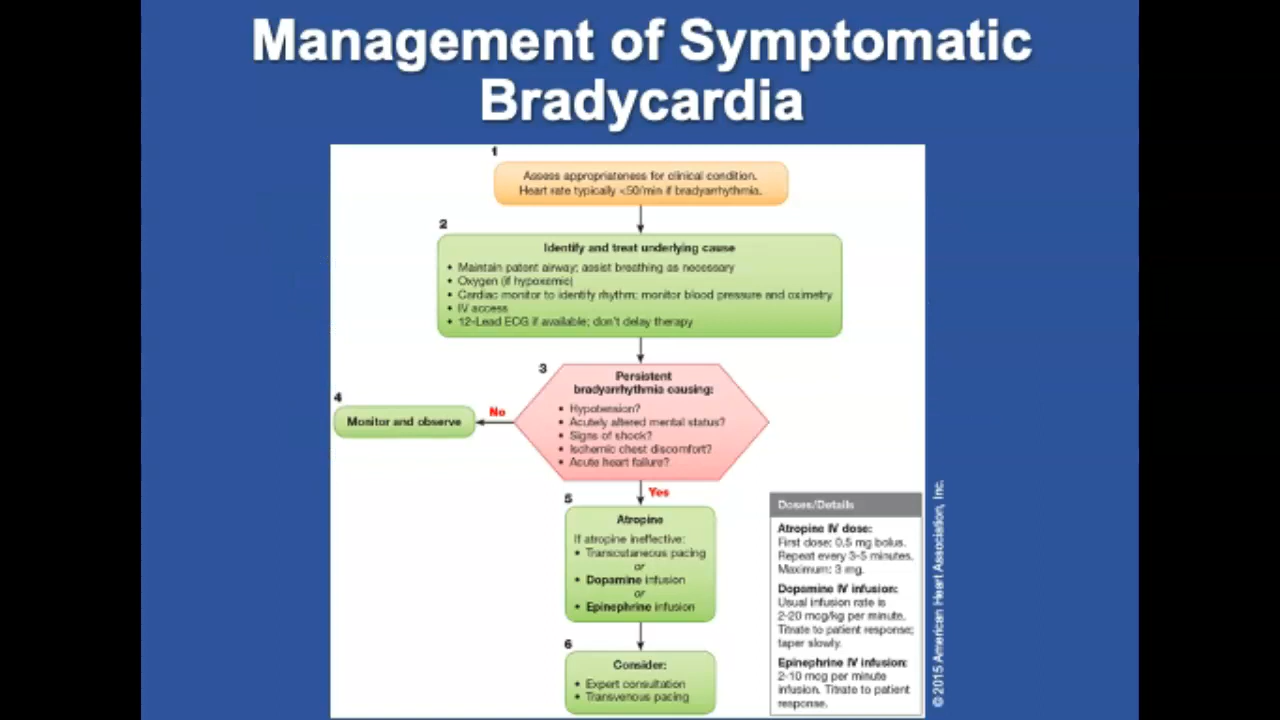 Management of Symptomatic
Bradycardia
1
Assess appropriateness for clinical condition.
Heart rate typically <50/min if bradyarrhythmia.
2
Identify and treat underlying cause
• Maintain patent airway; assist breathing as necessary
• Oxygen (if hypoxemic)
• Cardiac monitor to identify rhythm; monitor blood pressure and oximetry
• IV access
• 12-Lead ECG if available; don't delay therapy
3
Persistent
bradyarrhythmia causing:
• Hypotension?
• Acutely altered mental status?
• Signs of shock?
• Ischemic chest discomfort?
• Acute heart failure?
4
Monitor and observe
No
Yes
5
Atropine
If atropine ineffective:
• Transcutaneous pacing
or
• Dopamine infusion
or
• Epinephrine infusion
6
Consider:
• Expert consultation
• Transvenous pacing
Doses/Details
Atropine IV dose:
First dose: 0.5 mg bolus.
Repeat every 3-5 minutes.
Maximum: 3 mg.
Dopamine IV infusion:
Usual infusion rate is
2-20 mcg/kg per minute.
Titrate to patient response;
taper slowly.
Epinephrine IV infusion:
2-10 mcg per minute
infusion. Titrate to patient
response.
© 2015 American Heart Association, Inc.